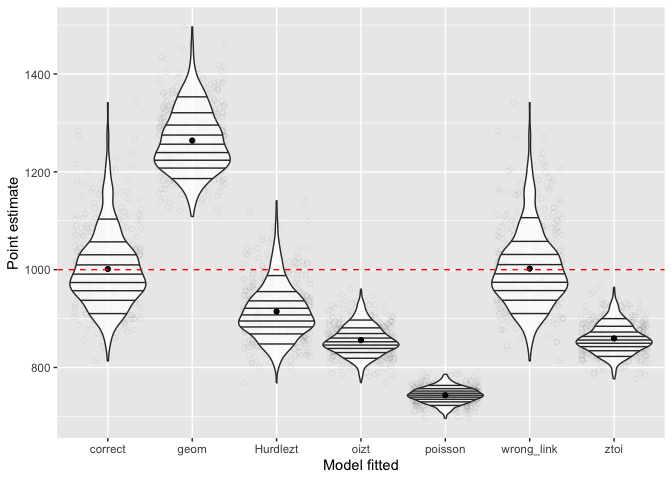 Point estimate
1400
1200
1000
800
correct geom Hurdlezt oizt poisson wrong_link ztoi
Model fitted